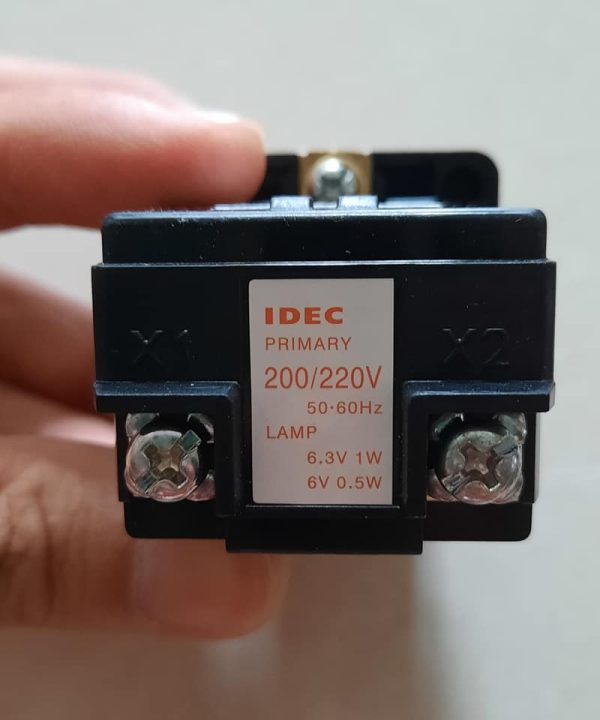 IDEC
PRIMARY
200/220V
50·60Hz
LAMP
6.3V 1W
6V 0.5W
X1
X2